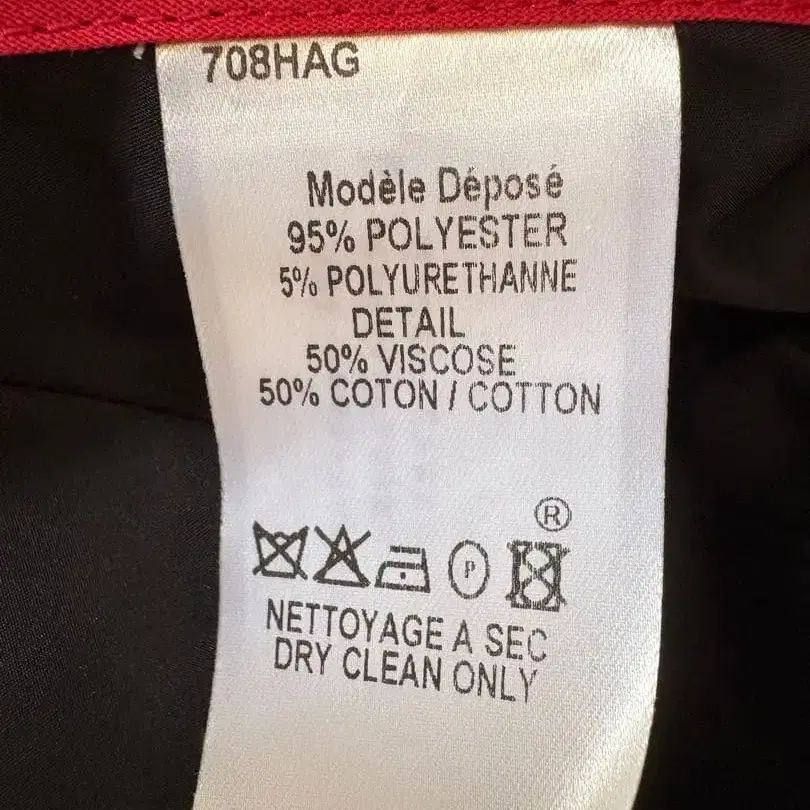 708HAG
Modèle Déposé
95% POLYESTER
5% POLYURETHANNE
DETAIL
50% VISCOSE
50% COTON / COTTON
®
P
NETTOYAGE A SEC
DRY CLEAN ONLY